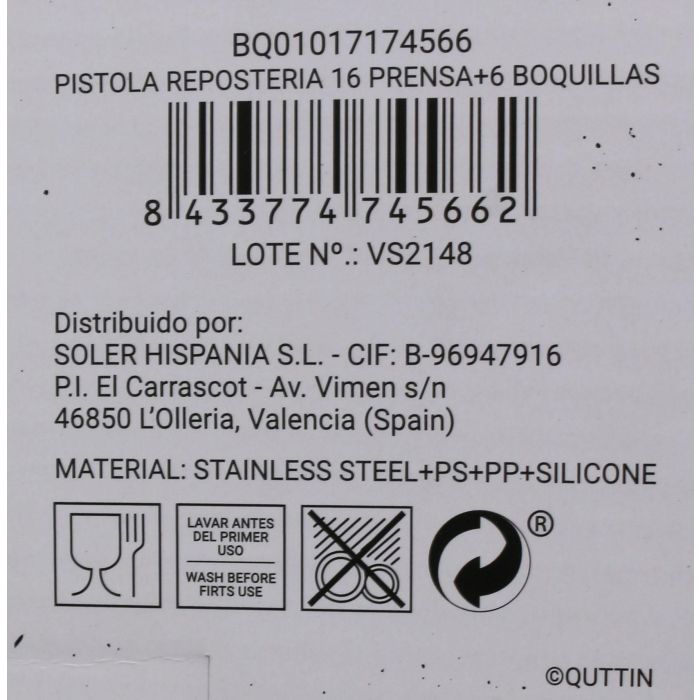 BQ01017174566
PISTOLA REPOSTERIA 16 PRENSA+6 BOQUILLAS
8 433774 745662
LOTE Nº.: VS2148
Distribuido por:
SOLER HISPANIA S.L. - CIF: B-96947916
P.I. El Carrascot - Av. Vimen s/n
46850 L'Olleria, Valencia (Spain)
MATERIAL: STAINLESS STEEL+PS+PP+SILICONE
LAVAR ANTES
DEL PRIMER
USO
WASH BEFORE
FIRTS USE
®
©QUTTIN